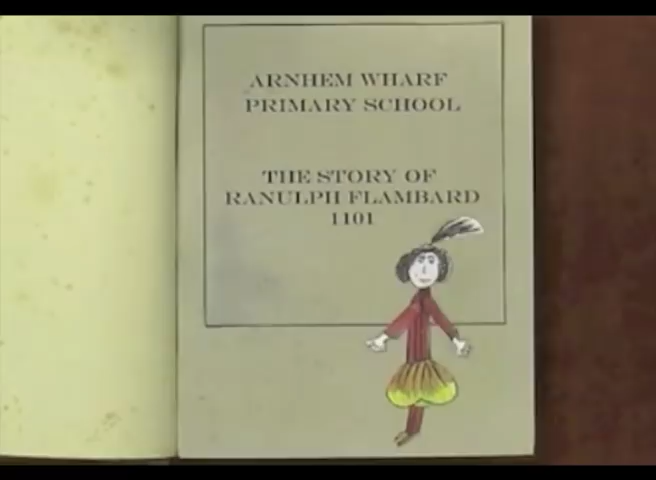 ARNHEM WHARF
PRIMARY SCHOOL
THE STORY OF
RANULPH FLAMBARD
1101